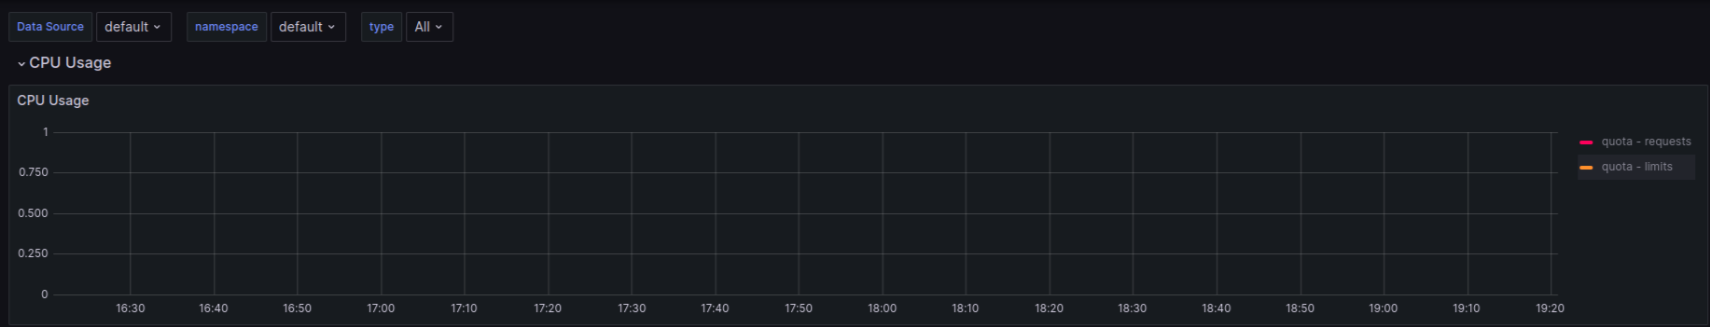 Data Source default namespace default type All
CPU Usage
CPU Usage
1
0.750
0.500
0.250
0
16:30 16:40 16:50 17:00 17:10 17:20 17:30 17:40 17:50 18:00 18:10 18:20 18:30 18:40 18:50 19:00 19:10 19:20
quota - requests
quota - limits